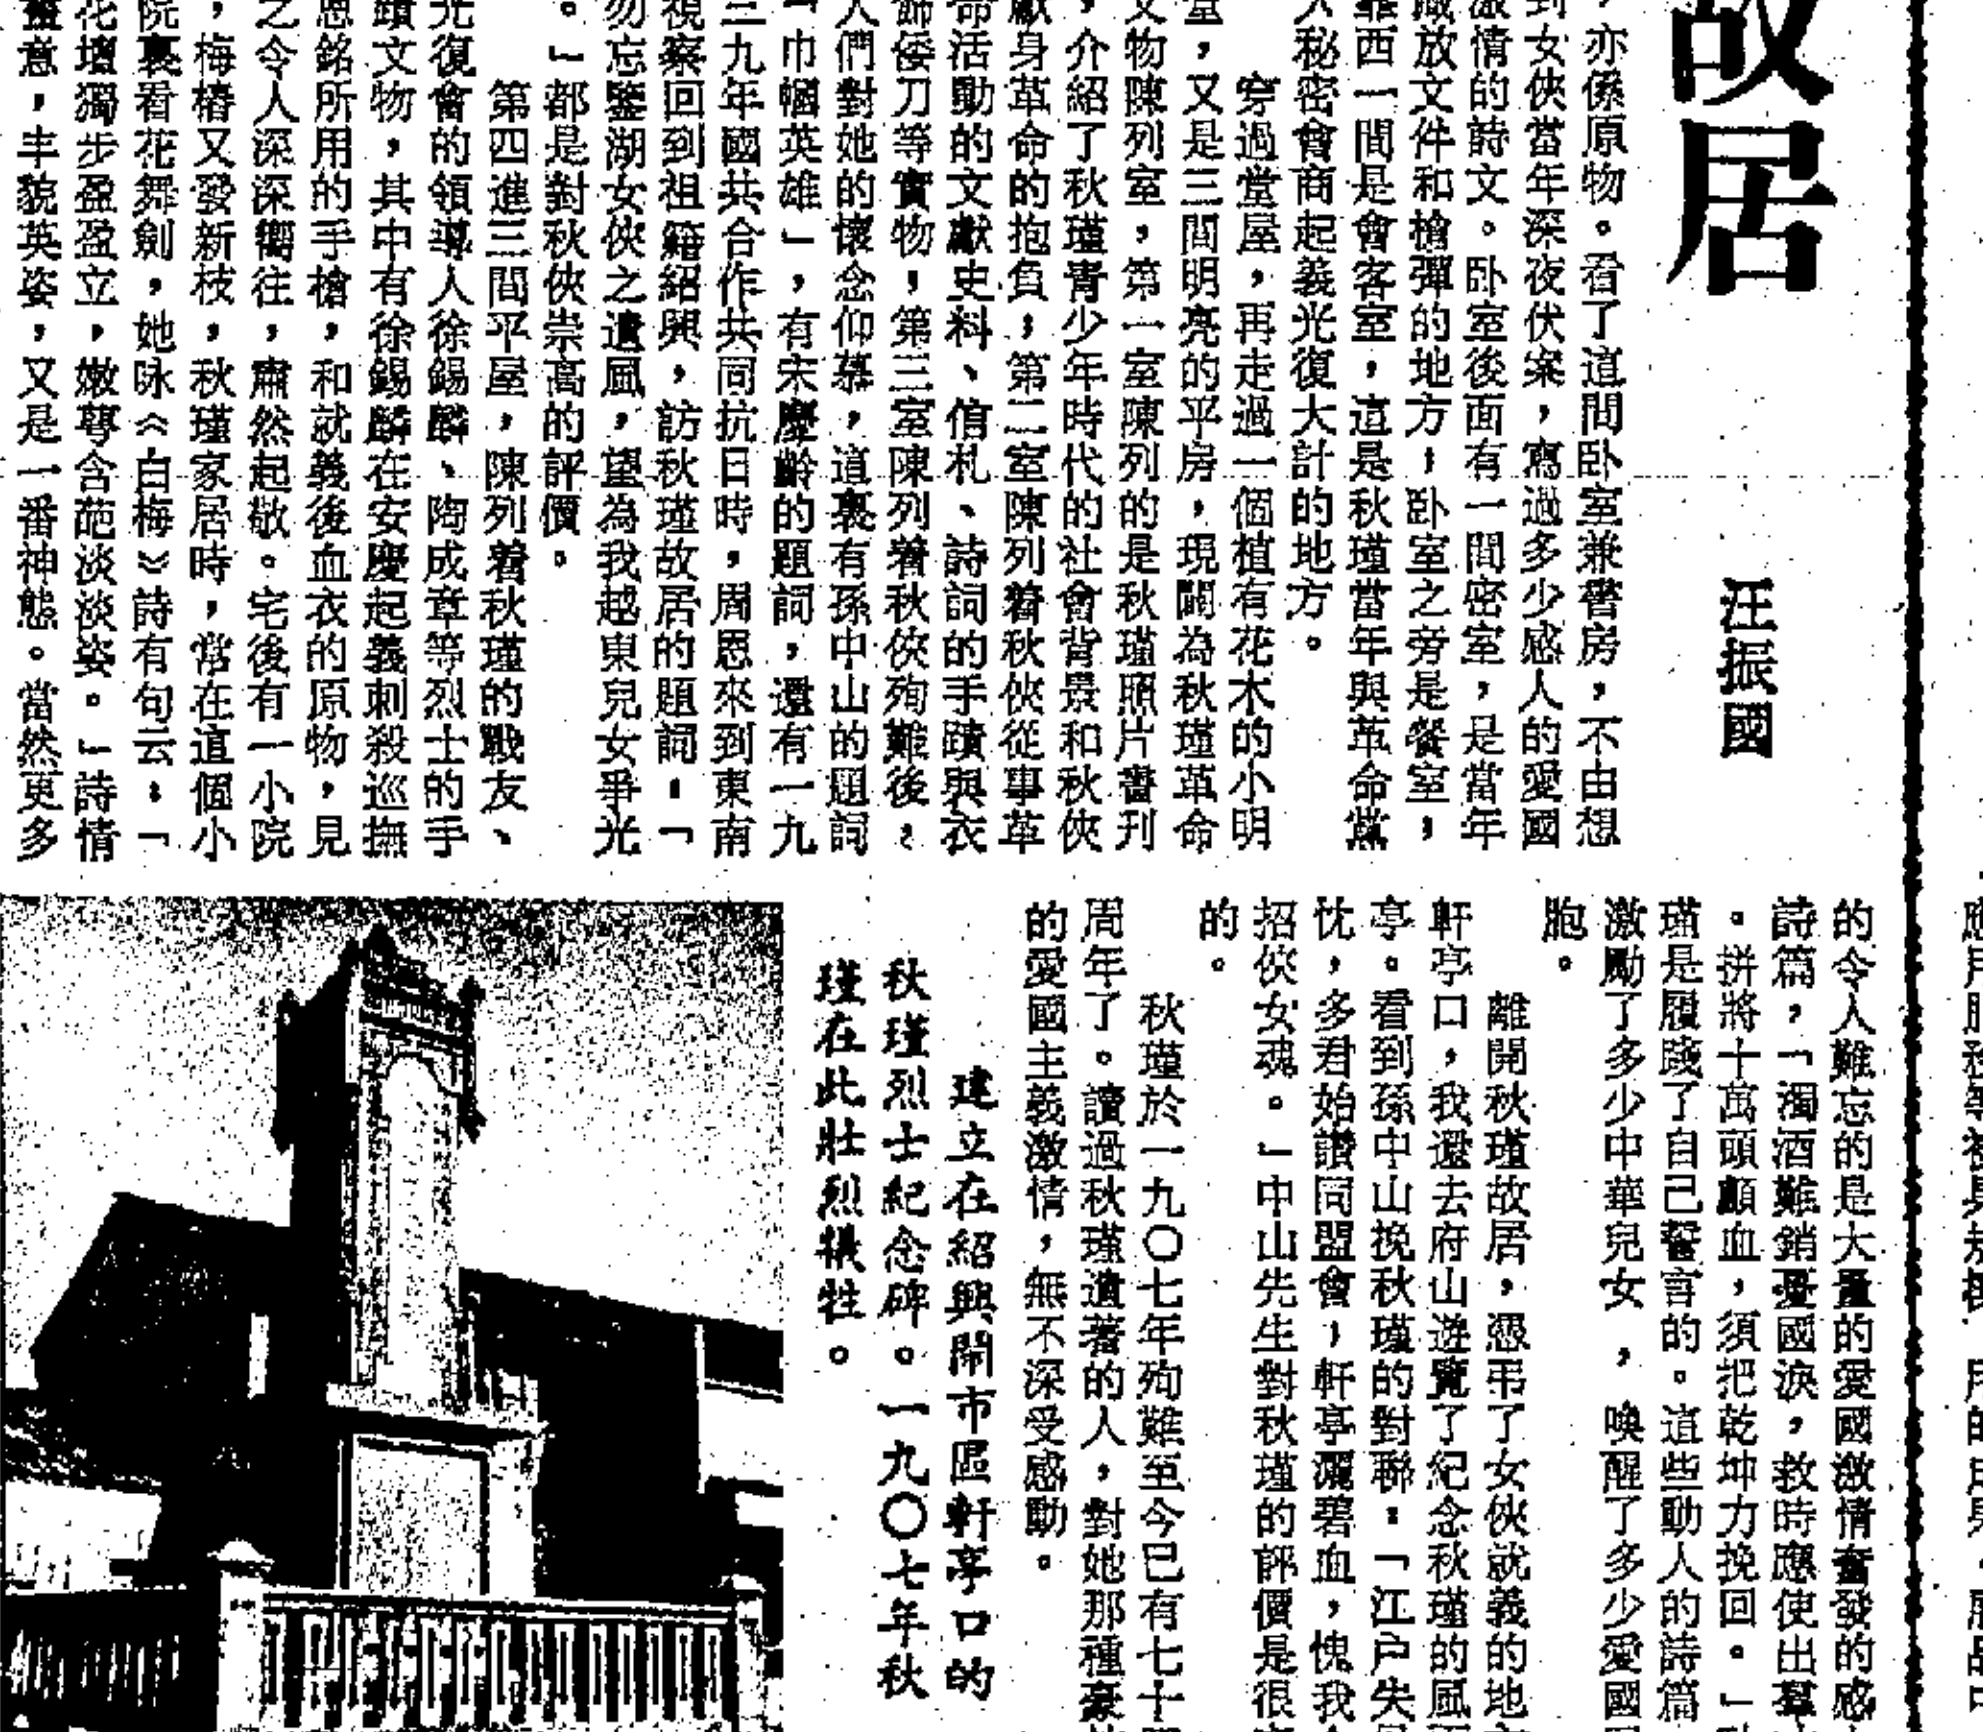 故居
汪振國
，亦係原物。看了這間卧室兼書房，不由想
到女俠當年深夜伏案，寫過多少感人的愛國
激情的詩文。卧室後面有一間密室，是當年
藏放文件和槍彈的地方，卧室之旁是餐室，
靠西一間是會客室，這是秋瑾當年與革命黨
人秘密會商起義光復大計的地方。
穿過堂屋，再走過一個植有花木的小明
堂，又是三間明亮的平房，現闢為秋瑾革命
文物陳列室，第一室陳列的是秋瑾照片書刊
，介紹了秋瑾青少年時代的社會背景和秋俠
獻身革命的抱負，第二室陳列着秋俠從事革
命活動的文獻史料、信札、詩詞的手蹟與衣
飾倭刀等實物，第三室陳列着秋俠殉難後，
人們對她的懷念仰慕，這裏有孫中山的題詞
「巾幗英雄」，有宋慶齡的題詞，還有一九
三九年國共合作共同抗日時，周恩來到東南
視察回到祖籍紹興，訪秋瑾故居的題詞：「
勿忘鑒湖女俠之遺風，望為我越東兒女爭光
。」都是對秋俠崇高的評價。
第四進三間平屋，陳列着秋瑾的戰友、
光復會的領導人徐錫麟、陶成章等烈士的手
蹟文物，其中有徐錫麟在安慶起義刺殺巡撫
恩銘所用的手槍，和就義後血衣的原物，見
之令人深深嚮往，肅然起敬。宅後有一小院
，梅樁又發新枝，秋瑾家居時，常在這個小
院裏看花舞劍，她咏《白梅》詩有句云：「
花壇獨步盈盈立，嫩萼含葩淡淡姿。」詩情
畫意，丰貌英姿，又是一番神態。當然更多
的令人難忘的是大量的愛國激情奮發的感
詩篇，「濁酒難銷憂國淚，救時應使出羣
。拼將十萬頭顱血，須把乾坤力挽回。」
瑾是履踐了自己誓言的。這些動人的詩篇
激勵了多少中華兒女，喚醒了多少愛國
胞。
離開秋瑾故居，憑弔了女俠就義的地
軒亭口，我還去府山遊覽了紀念秋瑾的風
亭。看到孫中山挽秋瑾的對聯：「江戶失
忱，多君始讚同盟會，軒亭灑碧血，愧我
招俠女魂。」中山先生對秋瑾的評價是很
的。
秋瑾於一九〇七年殉難至今已有七十
周年了。讀過秋瑾遺著的人，對她那種豪
的愛國主義激情，無不深受感動。
建立在紹興鬧市區軒亭口的
秋瑾烈士紀念碑。一九〇七年秋
瑾在此壯烈犧牲。